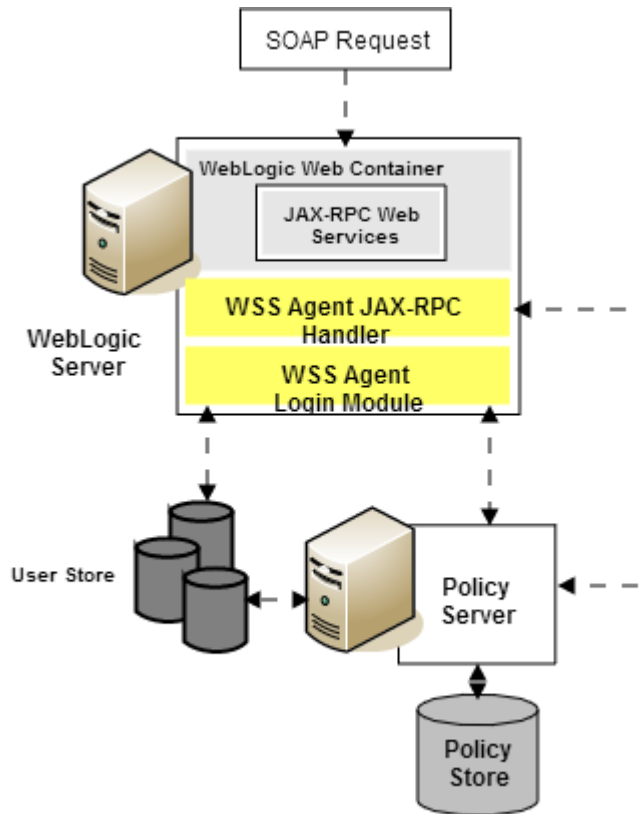 SOAP Request
WebLogic Web Container
JAX-RPC Web
Services
WSS Agent JAX-RPC
Handler
WebLogic
Server
WSS Agent
Login Module
User Store
Policy
Server
Policy
Store